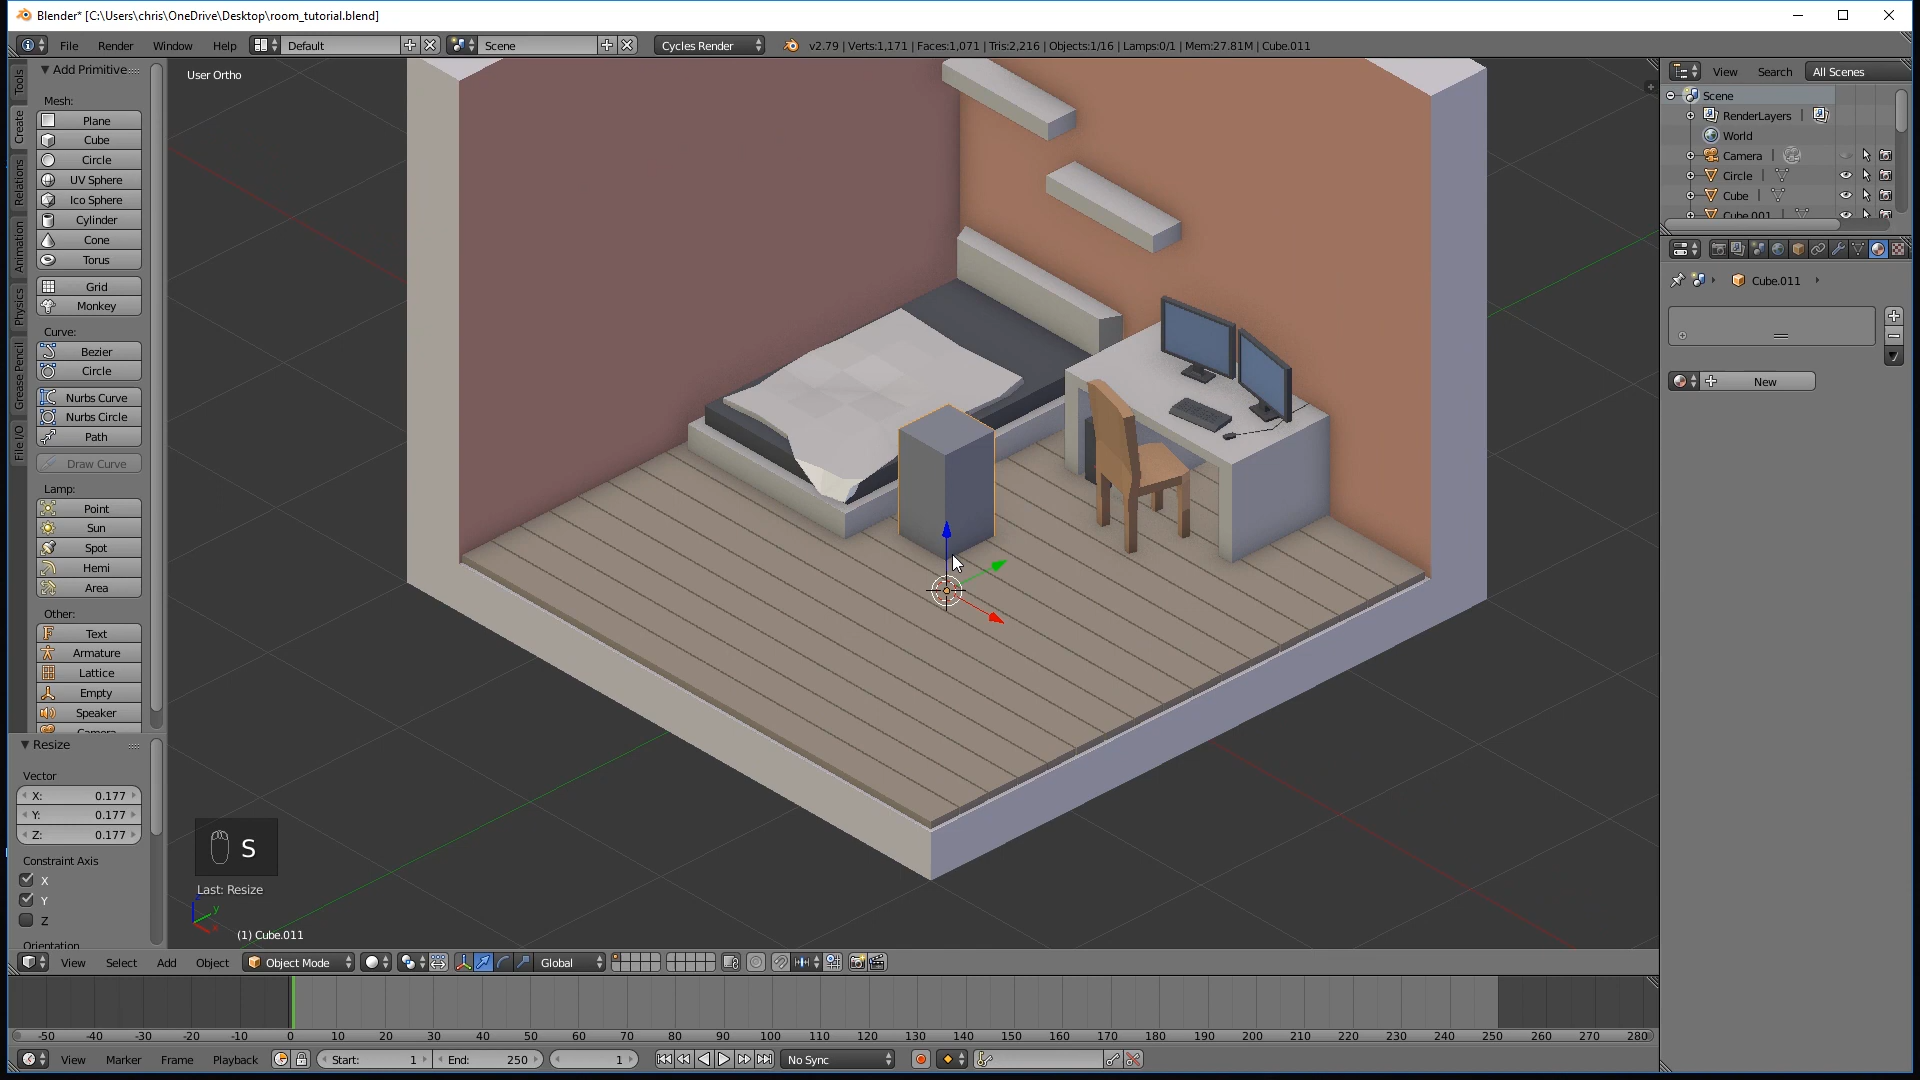 Blender* [C:\Users\chris\OneDrive\Desktop\room_tutorial.blend]
File Render Window Help Default Scene Cycles Render v2.79 | Verts:1,171 | Faces:1,071 | Tris:2,216 | Objects:1/16 | Lamps:0/1 | Mem:27.81M | Cube.011
Tools
Create
Relations
Animation
Physics
Grease Pencil
File I/O
Add Primitive
Mesh:
Plane
Cube
Circle
UV Sphere
Ico Sphere
Cylinder
Cone
Torus
Grid
Monkey
Curve:
Bezier
Circle
Nurbs Curve
Nurbs Circle
Path
Draw Curve
Lamp:
Point
Sun
Spot
Hemi
Area
Other:
Text
Armature
Lattice
Empty
Speaker
Camera
Resize
Vector
X: 0.177
Y: 0.177
Z: 0.177
Constraint Axis
X
Y
Z
Orientation
User Ortho
S
Last: Resize
z
y
x
(1) Cube.011
View Search All Scenes
Scene
RenderLayers
World
Camera
Circle
Cube
Cube.001
Cube.011
New
View Select Add Object Object Mode Global
-50 -40 -30 -20 -10 0 10 20 30 40 50 60 70 80 90 100 110 120 130 140 150 160 170 180 190 200 210 220 230 240 250 260 270 280
View Marker Frame Playback Start: 1 End: 250 1 No Sync